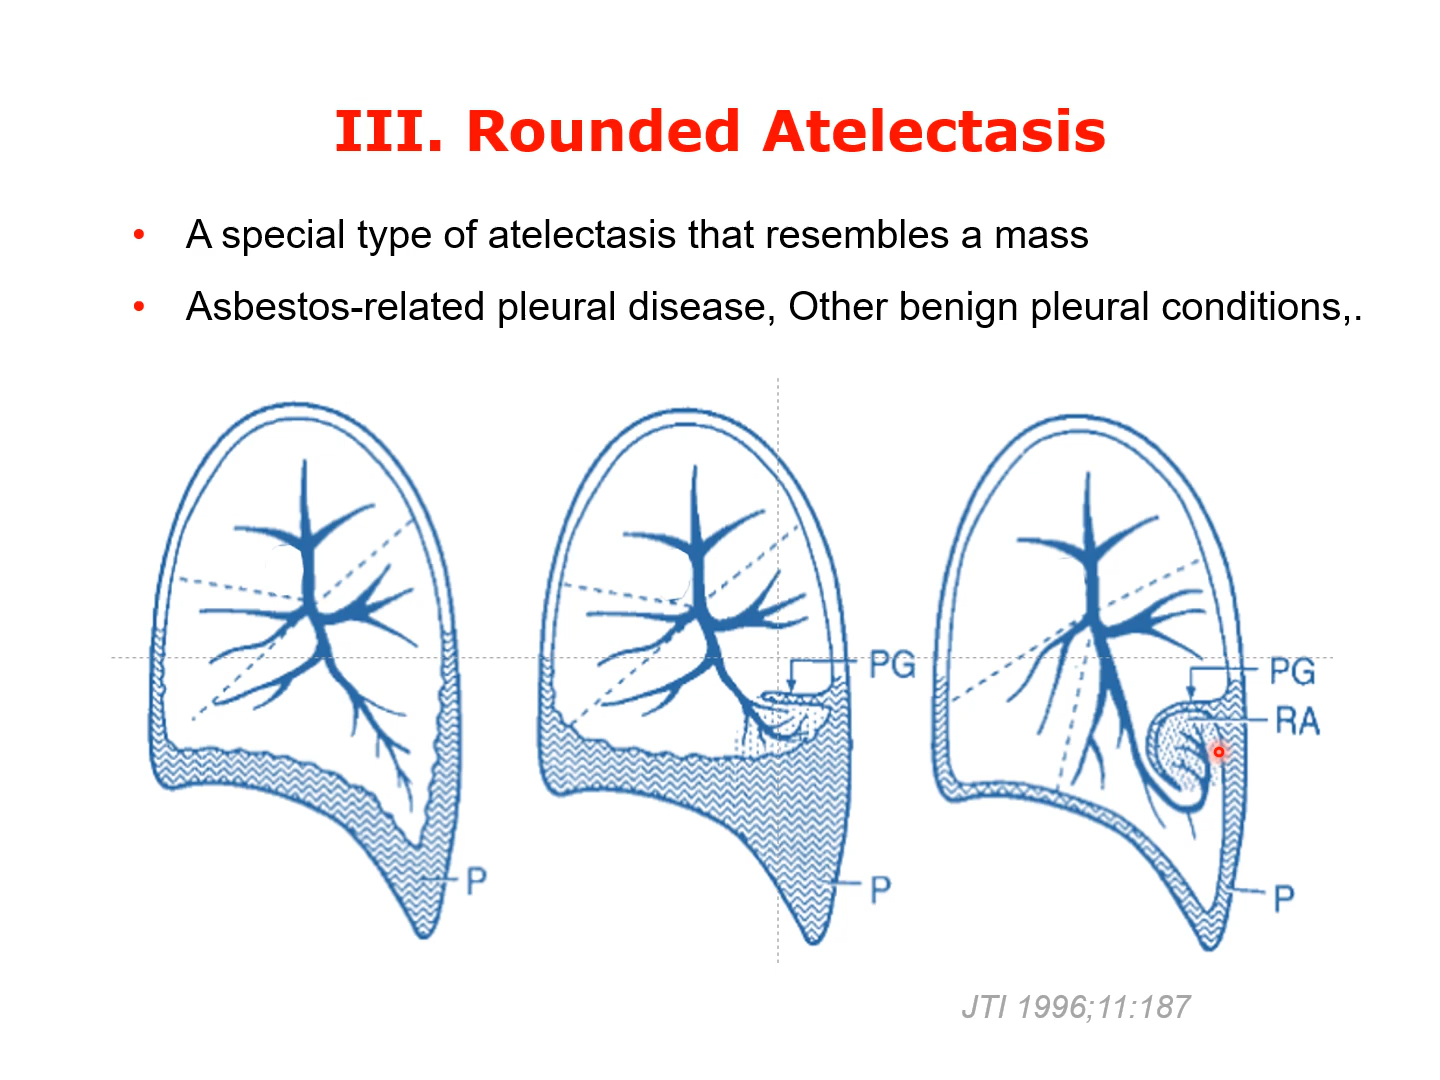 III. Rounded Atelectasis
• A special type of atelectasis that resembles a mass
• Asbestos-related pleural disease, Other benign pleural conditions,.
PG
PG
RA
P
P
P
JTI 1996;11:187